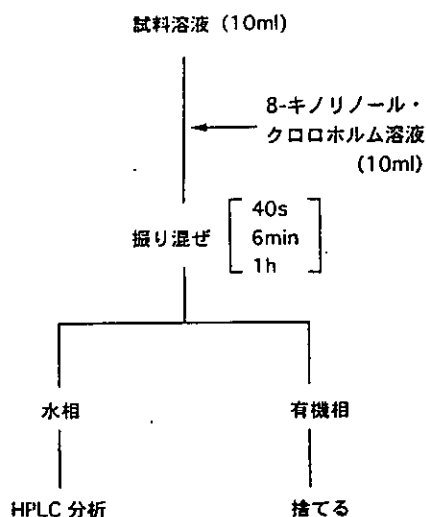 試料溶液 (10ml)
8-キノリノール・
クロロホルム溶液
(10ml)
振り混ぜ
40s
6min
1h
水相
有機相
HPLC 分析
捨てる